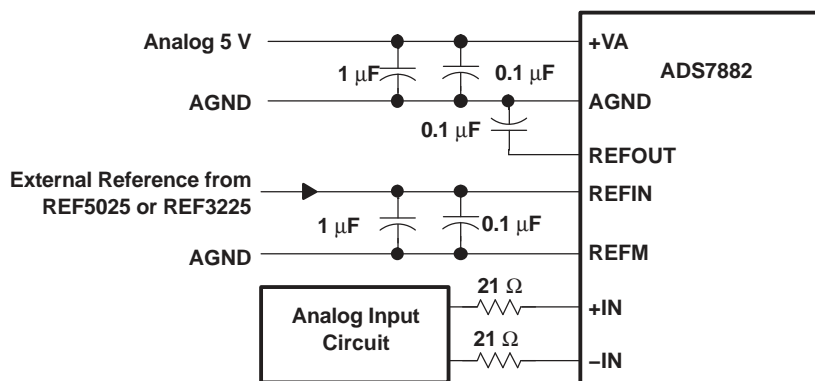 Analog 5 V
+VA
ADS7882
1 μF
0.1 μF
AGND
AGND
0.1 μF
REFOUT
External Reference from
REF5025 or REF3225
REFIN
1 μF
0.1 μF
AGND
REFM
21 Ω
+IN
Analog Input
Circuit
21 Ω
−IN